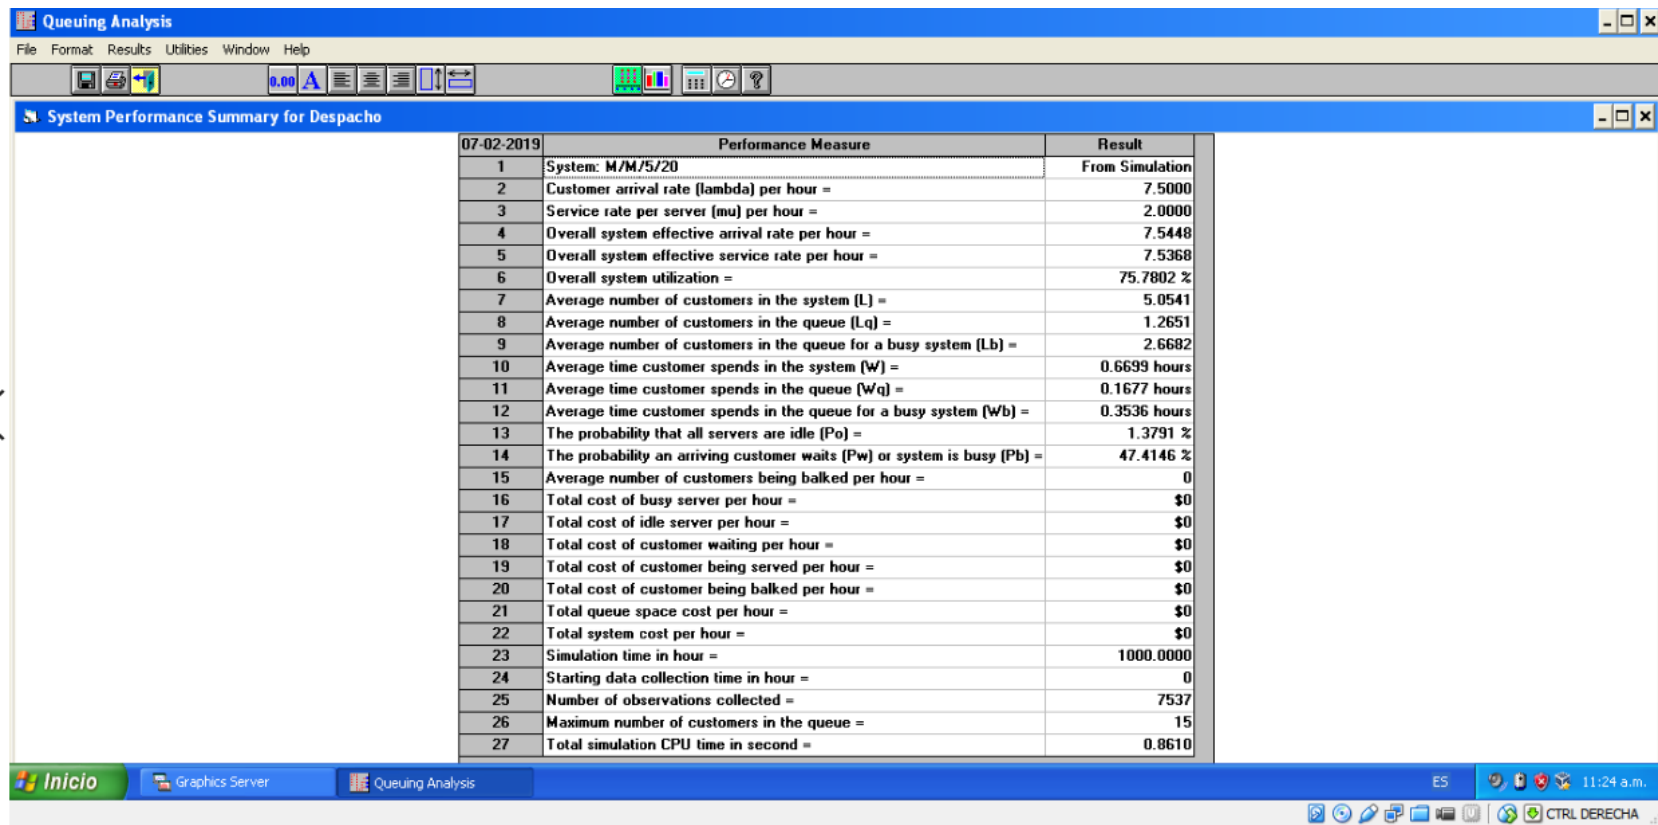 Queuing Analysis
File Format Results Utilities Window Help
0.00 A
System Performance Summary for Despacho
07-02-2019 Performance Measure Result
1 System: M/M/5/20 From Simulation
2 Customer arrival rate (lambda) per hour = 7.5000
3 Service rate per server (mu) per hour = 2.0000
4 Overall system effective arrival rate per hour = 7.5448
5 Overall system effective service rate per hour = 7.5368
6 Overall system utilization = 75.7802 %
7 Average number of customers in the system (L) = 5.0541
8 Average number of customers in the queue (Lq) = 1.2651
9 Average number of customers in the queue for a busy system (Lb) = 2.6682
10 Average time customer spends in the system (W) = 0.6699 hours
11 Average time customer spends in the queue (Wq) = 0.1677 hours
12 Average time customer spends in the queue for a busy system (Wb) = 0.3536 hours
13 The probability that all servers are idle (Po) = 1.3791 %
14 The probability an arriving customer waits (Pw) or system is busy (Pb) = 47.4146 %
15 Average number of customers being balked per hour = 0
16 Total cost of busy server per hour = $0
17 Total cost of idle server per hour = $0
18 Total cost of customer waiting per hour = $0
19 Total cost of customer being served per hour = $0
20 Total cost of customer being balked per hour = $0
21 Total queue space cost per hour = $0
22 Total system cost per hour = $0
23 Simulation time in hour = 1000.0000
24 Starting data collection time in hour = 0
25 Number of observations collected = 7537
26 Maximum number of customers in the queue = 15
27 Total simulation CPU time in second = 0.8610
Inicio Graphics Server Queuing Analysis ES 11:24 a.m.
CTRL DERECHA